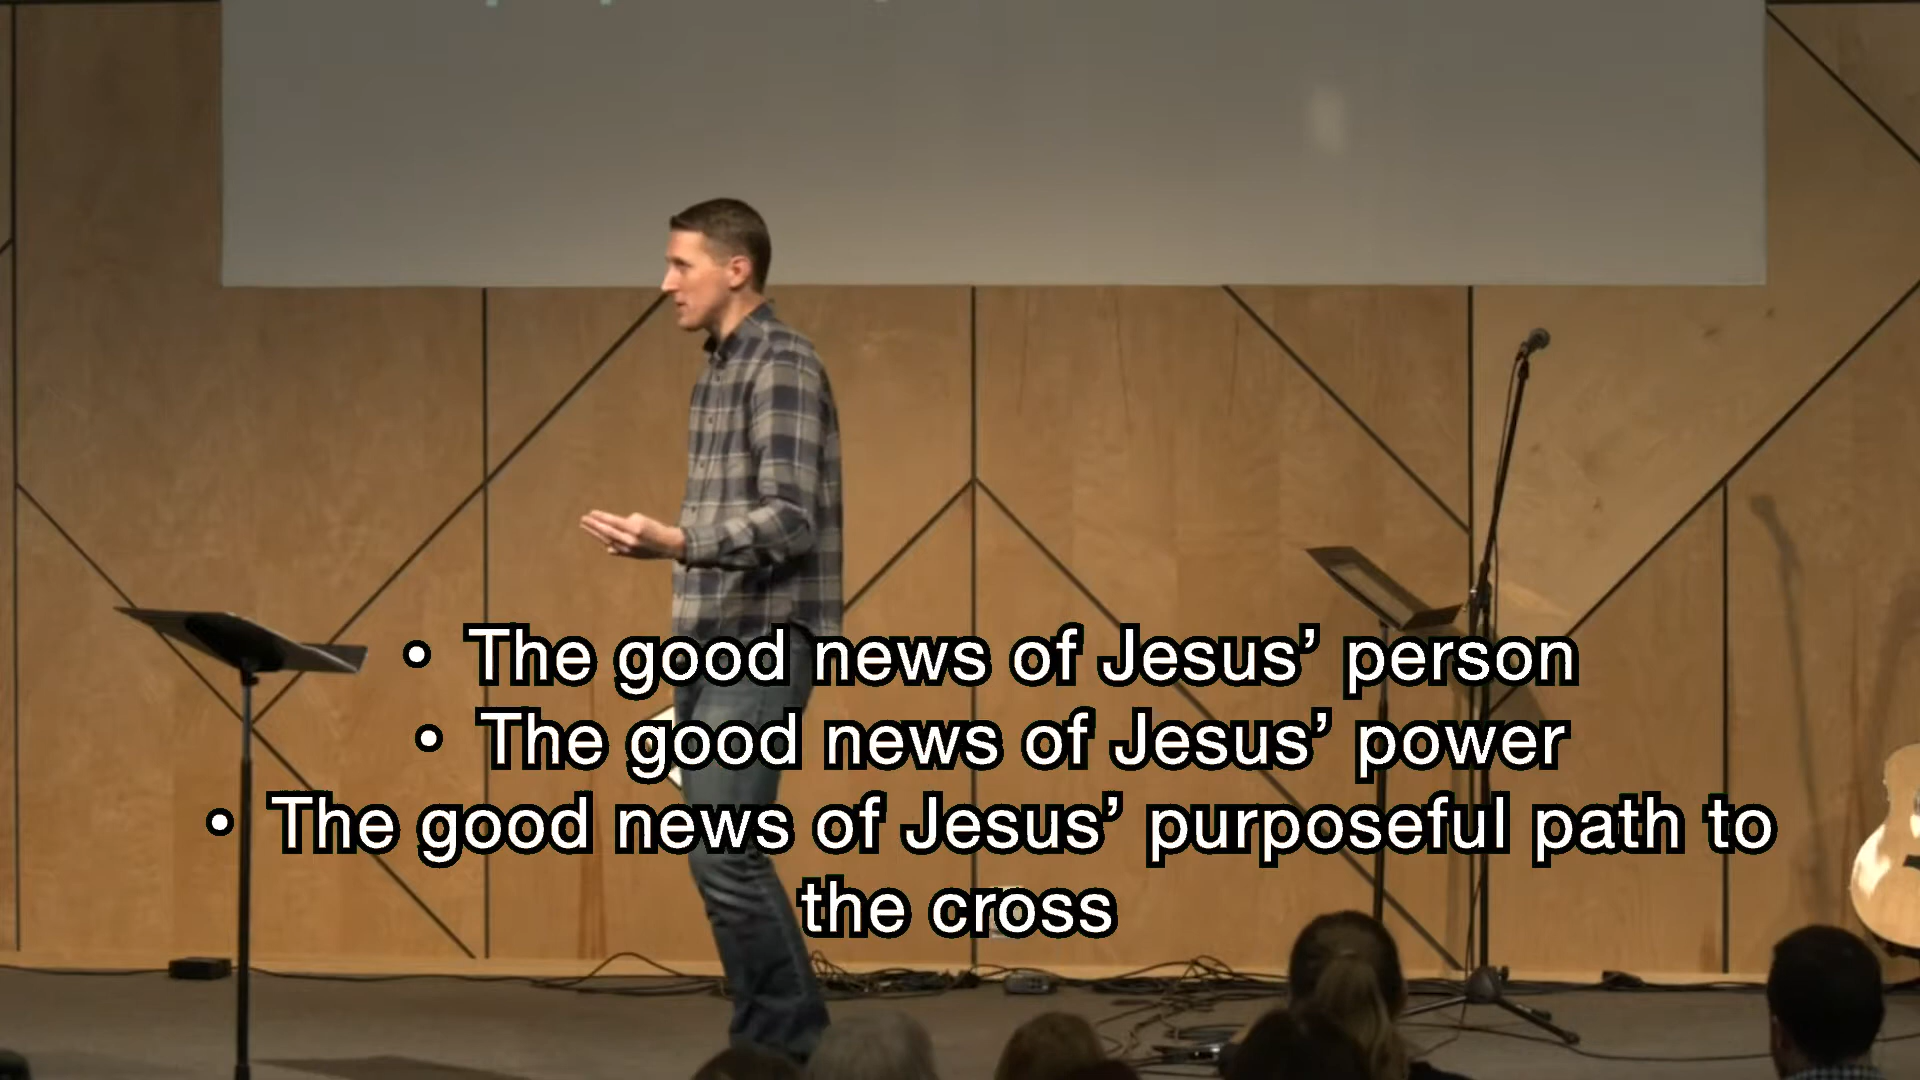 • The good news of Jesus’ person
• The good news of Jesus’ power
• The good news of Jesus’ purposeful path to
the cross